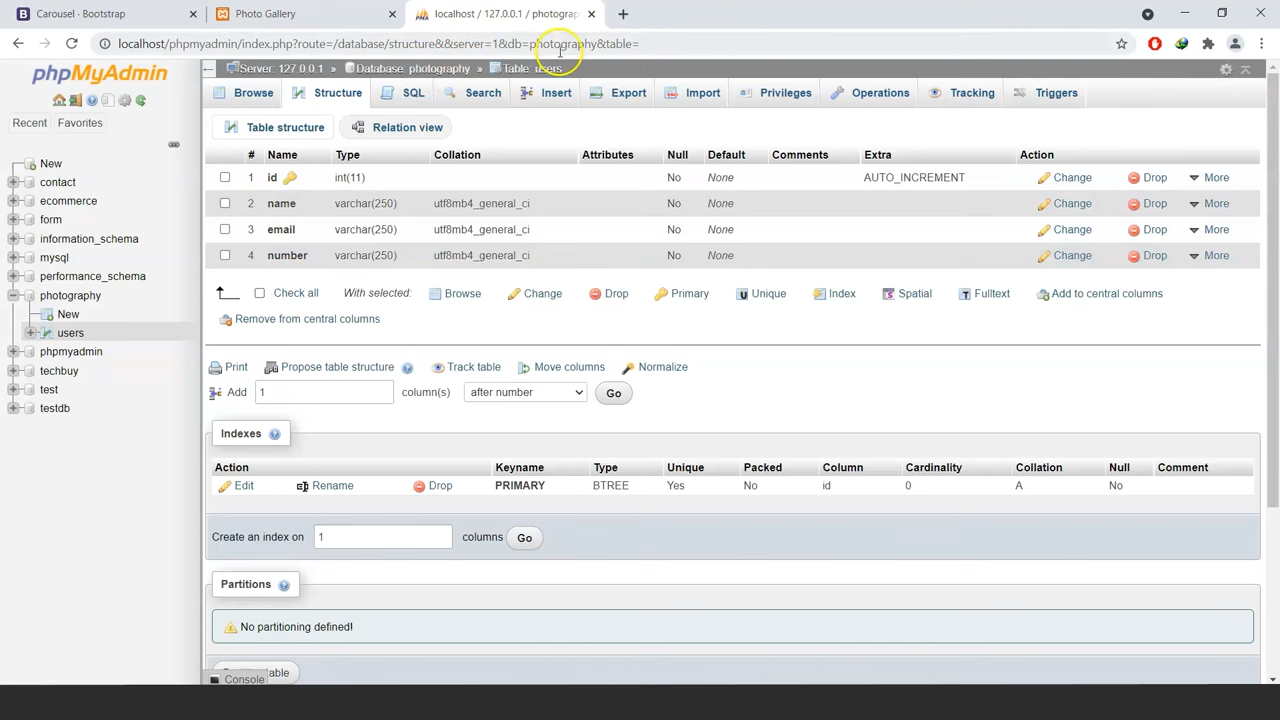 Carousel · Bootstrap
Photo Gallery
localhost / 127.0.0.1 / photograp
localhost/phpmyadmin/index.php?route=/database/structure&&server=1&db=photography&table=
phpMyAdmin
Recent
Favorites
New
contact
ecommerce
form
information_schema
mysql
performance_schema
photography
New
users
phpmyadmin
techbuy
test
testdb
Server: 127.0.0.1 » Database: photography » Table: users
Browse Structure SQL Search Insert Export Import Privileges Operations Tracking Triggers
Table structure Relation view
# Name Type Collation Attributes Null Default Comments Extra Action
1 id int(11) No None AUTO_INCREMENT Change Drop More
2 name varchar(250) utf8mb4_general_ci No None Change Drop More
3 email varchar(250) utf8mb4_general_ci No None Change Drop More
4 number varchar(250) utf8mb4_general_ci No None Change Drop More
Check all With selected: Browse Change Drop Primary Unique Index Spatial Fulltext Add to central columns
Remove from central columns
Print Propose table structure Track table Move columns Normalize
Add 1 column(s) after number Go
Indexes
Action Keyname Type Unique Packed Column Cardinality Collation Null Comment
Edit Rename Drop PRIMARY BTREE Yes No id 0 A No
Create an index on 1 columns Go
Partitions
No partitioning defined!
Console